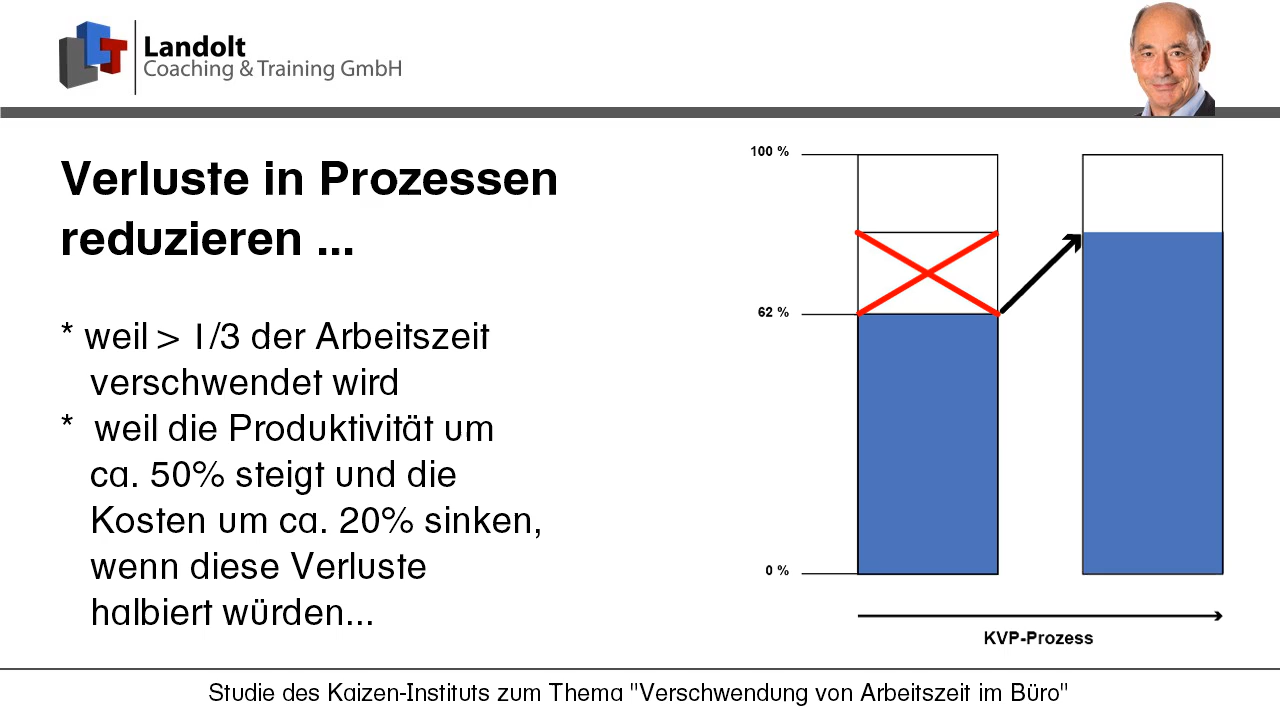 Landolt
Coaching & Training GmbH
Verluste in Prozessen
reduzieren ...
* weil > 1/3 der Arbeitszeit
verschwendet wird
* weil die Produktivität um
ca. 50% steigt und die
Kosten um ca. 20% sinken,
wenn diese Verluste
halbiert würden...
100 %
62 %
0 %
KVP-Prozess
Studie des Kaizen-Instituts zum Thema "Verschwendung von Arbeitszeit im Büro"